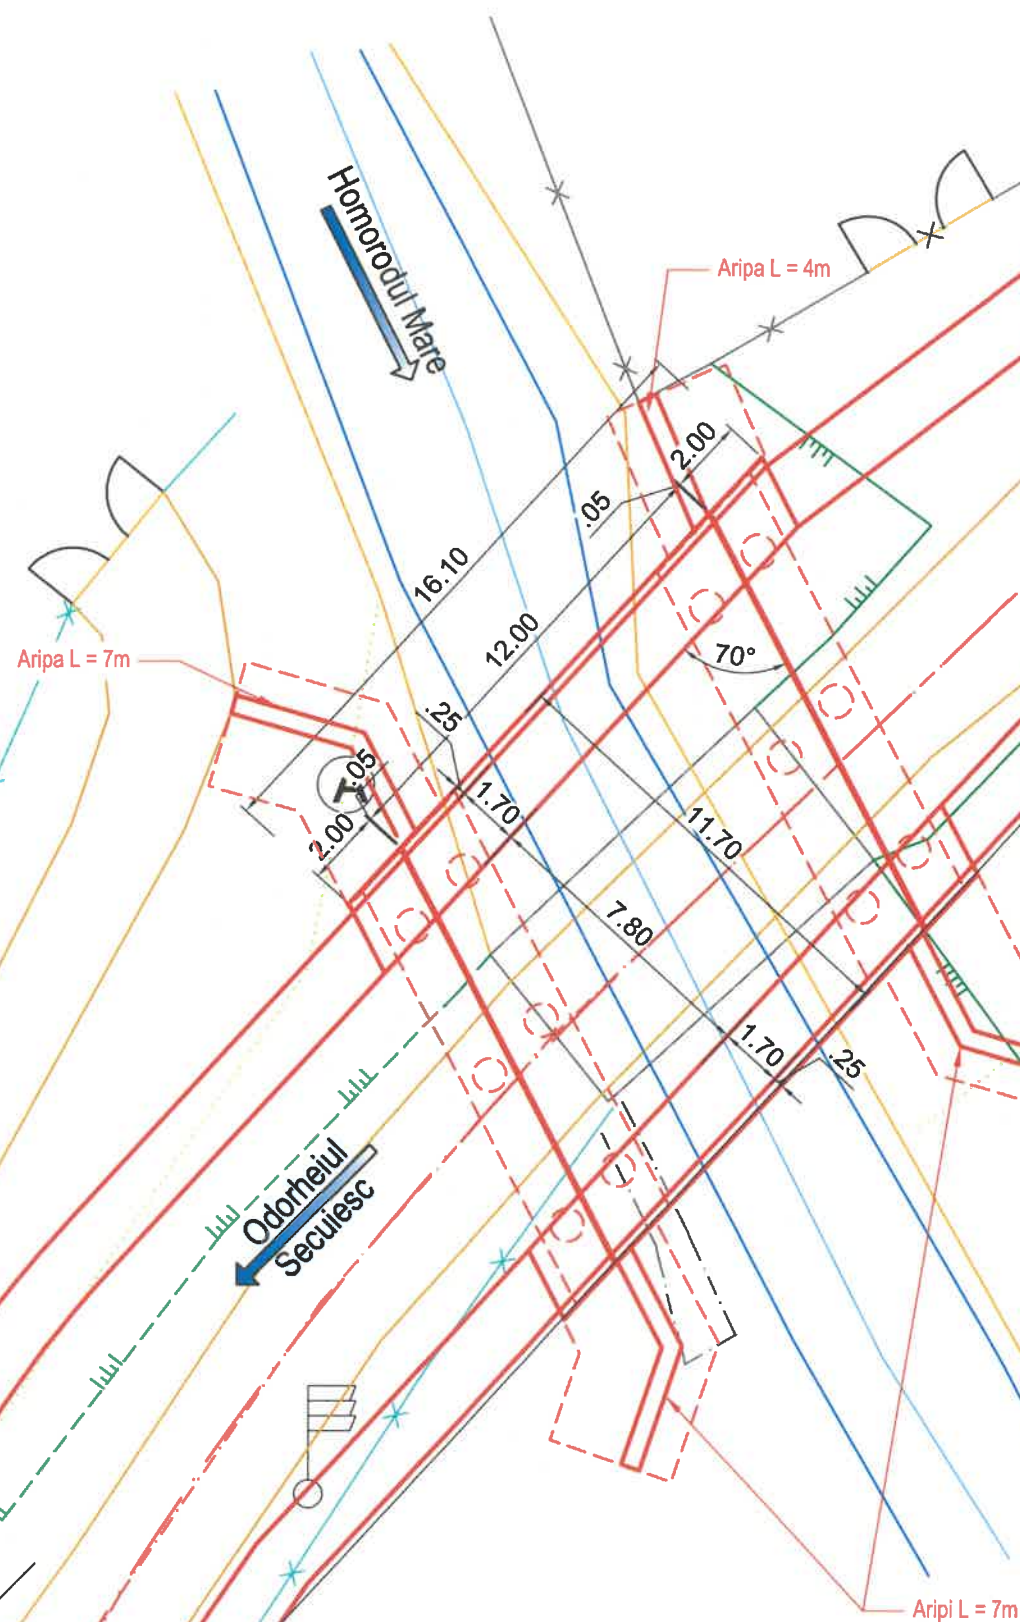 Homorodul Mare
Aripa L = 4m
2.00
.05
16.10
12.00
70°
Aripa L = 7m
.25
.05
2.00
1.70
11.70
7.80
1.70
.25
Odorheiul
Secuiesc
Aripi L = 7m